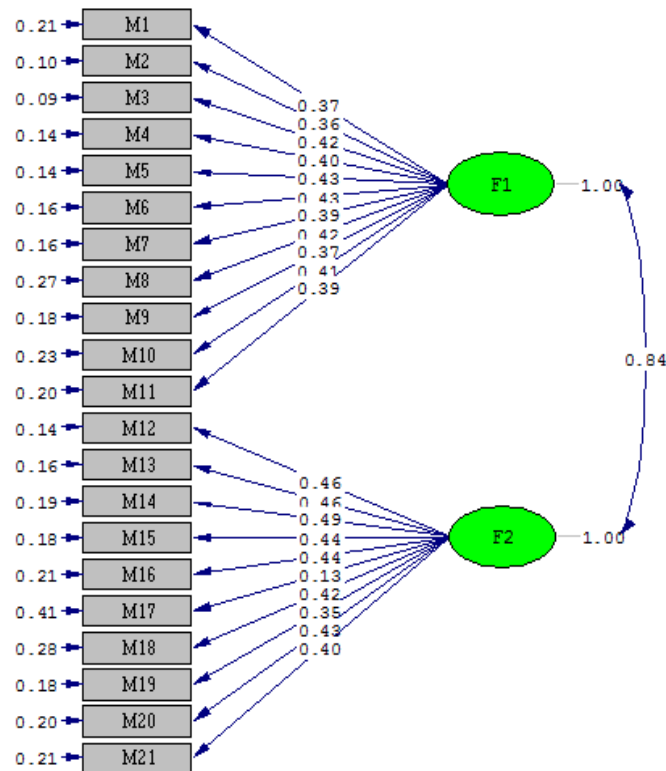 0.21 M1
0.10 M2
0.09 M3
0.14 M4
0.14 M5
0.16 M6
0.16 M7
0.27 M8
0.18 M9
0.23 M10
0.20 M11
0.14 M12
0.16 M13
0.19 M14
0.18 M15
0.21 M16
0.41 M17
0.28 M18
0.18 M19
0.20 M20
0.21 M21
0.37
0.36
0.42
0.40
0.43
0.43
0.39
0.42
0.37
0.41
0.39
0.46
0.46
0.49
0.44
0.44
0.13
0.42
0.35
0.43
0.40
F1 1.00
0.84
F2 1.00